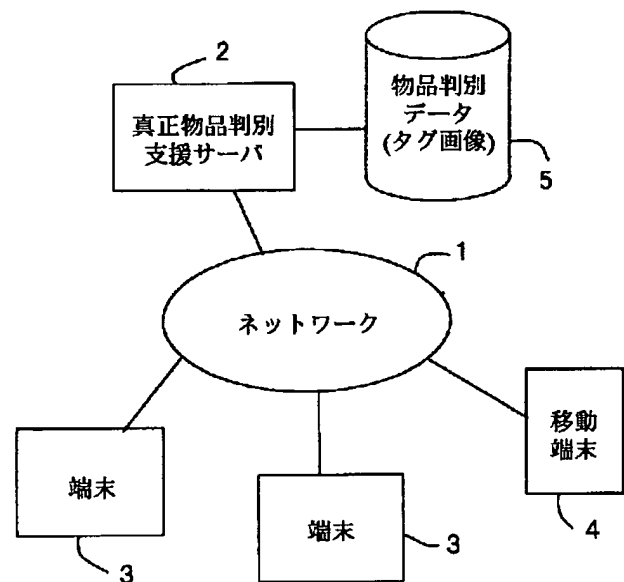 2
真正物品判別
支援サーバ
物品判別
データ
(タグ画像)
5
1
ネットワーク
端末
3
端末
3
移動
端末
4